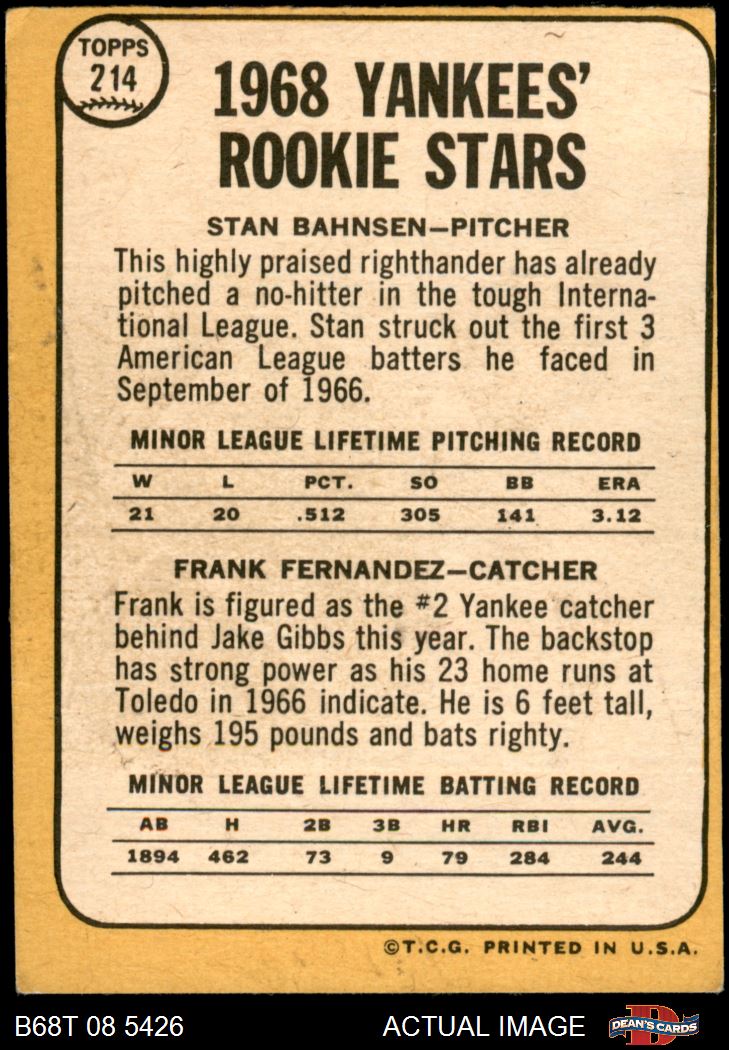 TOPPS
214
1968 YANKEES'
ROOKIE STARS
STAN BAHNSEN—PITCHER
This highly praised righthander has already
pitched a no-hitter in the tough Interna-
tional League. Stan struck out the first 3
American League batters he faced in
September of 1966.
MINOR LEAGUE LIFETIME PITCHING RECORD
W L PCT. SO BB ERA
21 20 .512 305 141 3.12
FRANK FERNANDEZ—CATCHER
Frank is figured as the #2 Yankee catcher
behind Jake Gibbs this year. The backstop
has strong power as his 23 home runs at
Toledo in 1966 indicate. He is 6 feet tall,
weighs 195 pounds and bats righty.
MINOR LEAGUE LIFETIME BATTING RECORD
AB H 2B 3B HR RBI AVG.
1894 462 73 9 79 284 244
©T.C.G. PRINTED IN U.S.A.
B68T 08 5426 ACTUAL IMAGE D DEAN'S CARDS